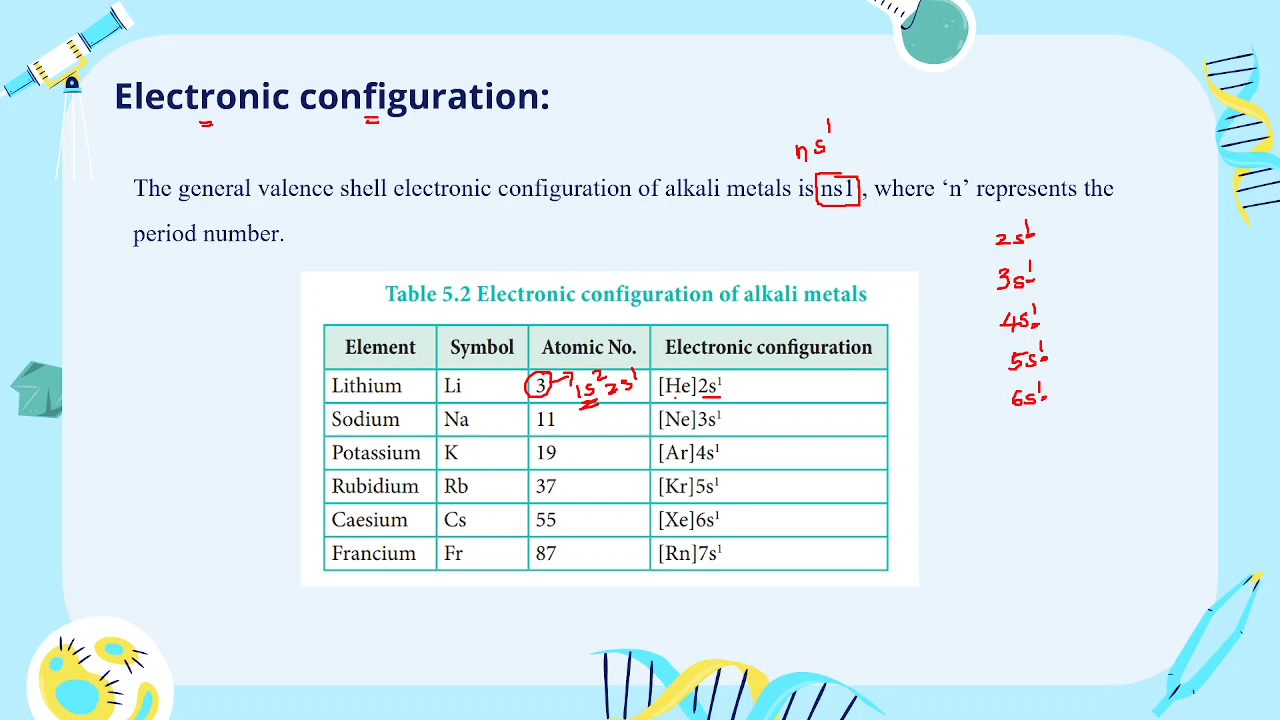 Electronic configuration:
ns¹
The general valence shell electronic configuration of alkali metals is ns1 , where ‘n’ represents the
period number.
2s¹
3s¹
4s¹
5s¹
6s¹
Table 5.2 Electronic configuration of alkali metals
Element Symbol Atomic No. Electronic configuration
Lithium Li 3 → 1s² 2s¹ [He]2s¹
Sodium Na 11 [Ne]3s¹
Potassium K 19 [Ar]4s¹
Rubidium Rb 37 [Kr]5s¹
Caesium Cs 55 [Xe]6s¹
Francium Fr 87 [Rn]7s¹